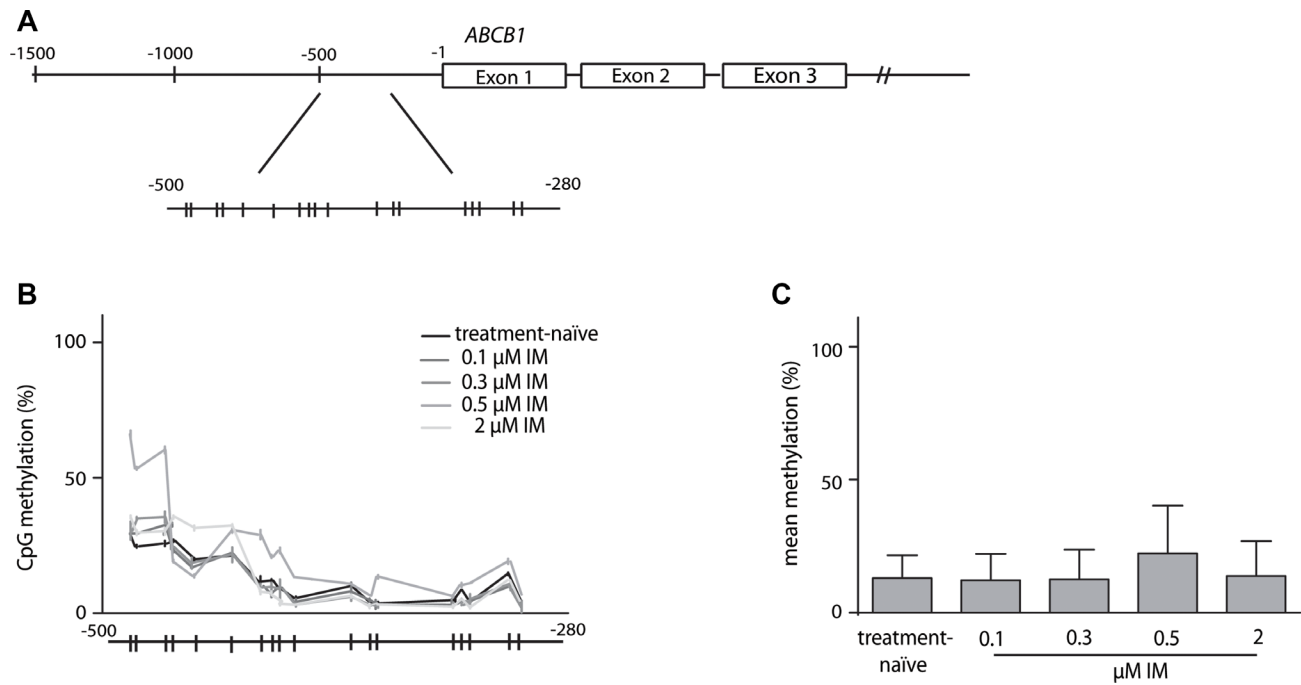 A
ABCB1
-1500 -1000 -500 -1
Exon 1 Exon 2 Exon 3
-500 -280
B
CpG methylation (%)
100
50
0
-500 -280
treatment-naïve
0.1 µM IM
0.3 µM IM
0.5 µM IM
2 µM IM
C
mean methylation (%)
100
50
0
treatment-
naïve
0.1 0.3 0.5 2
µM IM